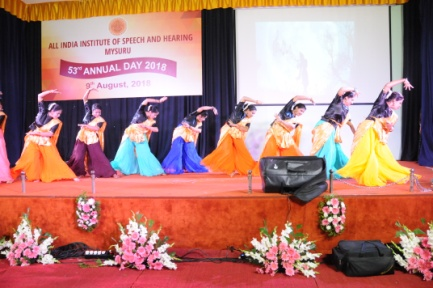 ALL INDIA INSTITUTE OF SPEECH AND HEARING
MYSURU
53rd ANNUAL DAY 2018
9th August, 2018